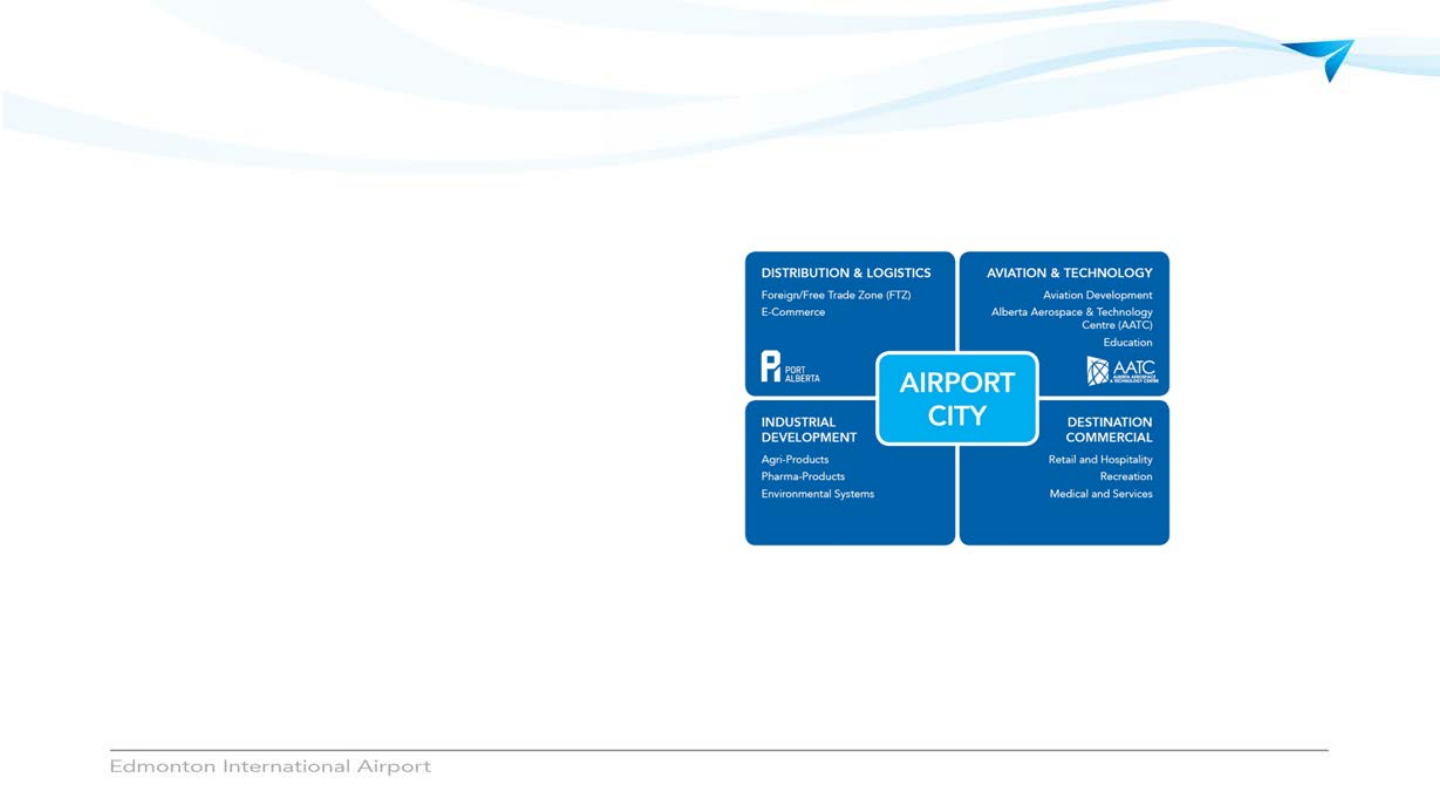 DISTRIBUTION & LOGISTICS
Foreign/Free Trade Zone (FTZ)
E-Commerce
PORT
ALBERTA
AVIATION & TECHNOLOGY
Aviation Development
Alberta Aerospace & Technology
Centre (AATC)
Education
AATC
ALBERTA AEROSPACE
& TECHNOLOGY CENTRE
AIRPORT
CITY
INDUSTRIAL
DEVELOPMENT
Agri-Products
Pharma-Products
Environmental Systems
DESTINATION
COMMERCIAL
Retail and Hospitality
Recreation
Medical and Services
Edmonton International Airport